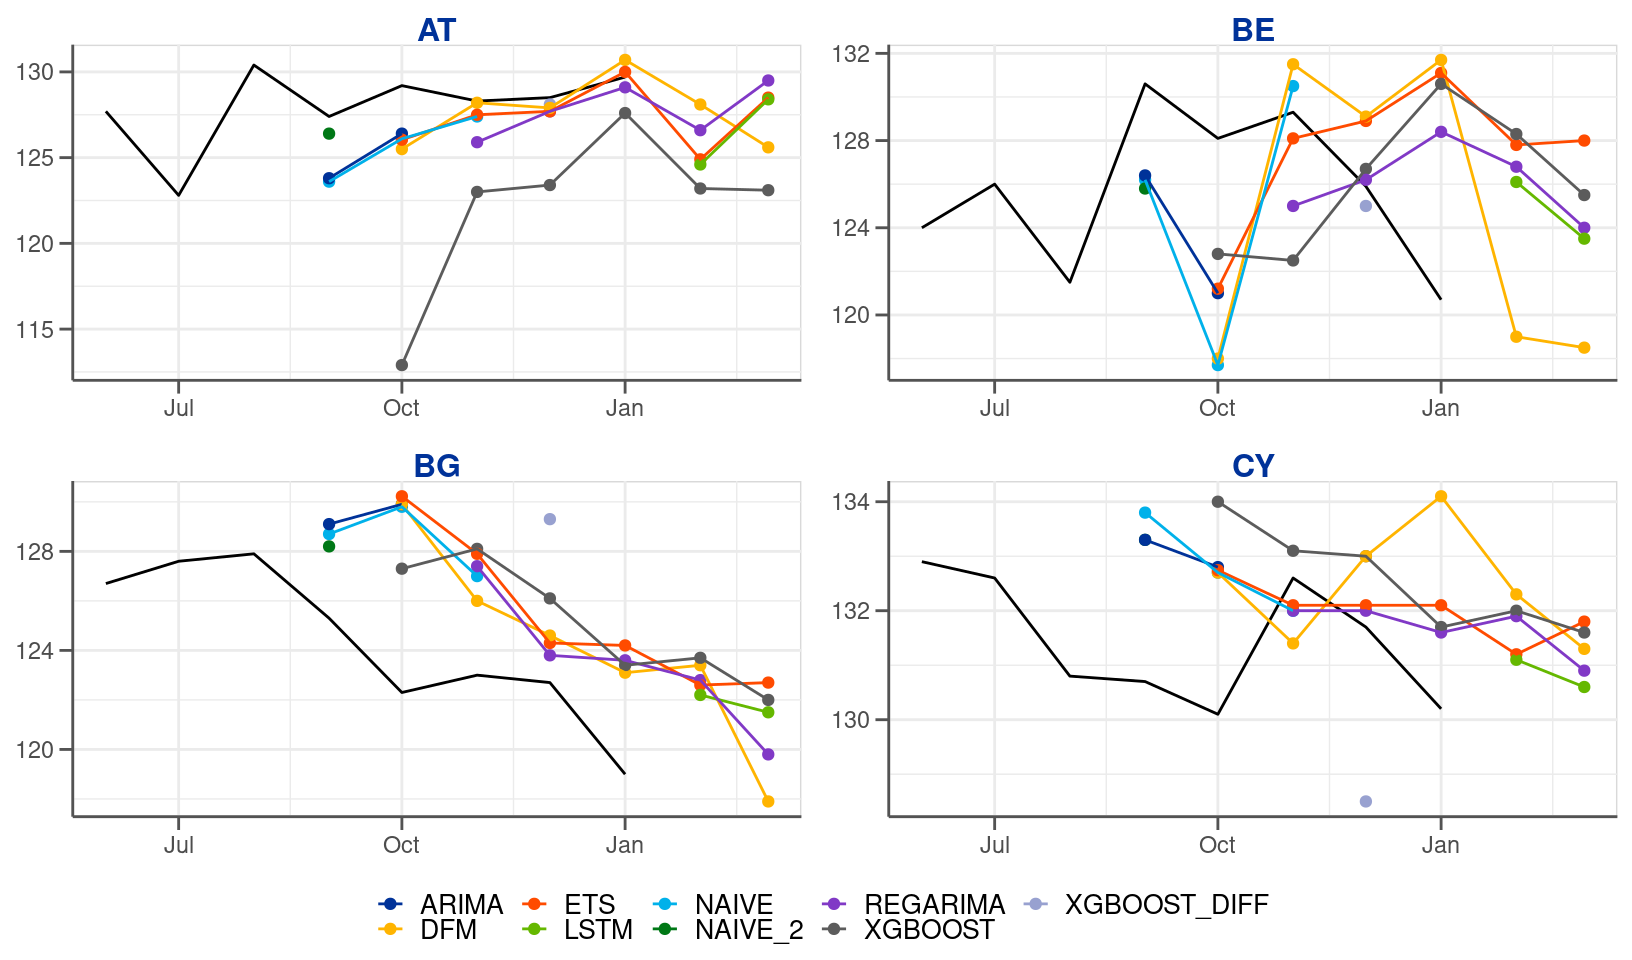 AT
BE
130
125
120
115
132
128
124
120
Jul
Oct
Jan
Jul
Oct
Jan
BG
CY
128
124
120
134
132
130
Jul
Oct
Jan
Jul
Oct
Jan
ARIMA ETS NAIVE REGARIMA XGBOOST_DIFF
DFM LSTM NAIVE_2 XGBOOST